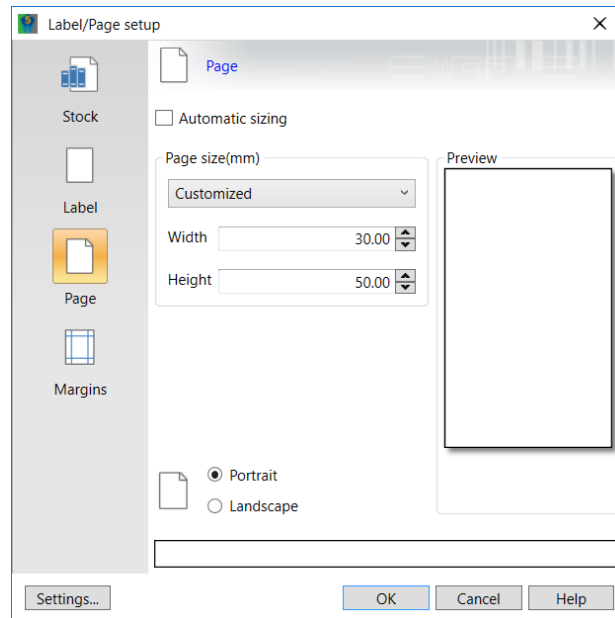 Label/Page setup
Page
Stock
Label
Page
Margins
Automatic sizing
Page size(mm)
Customized
Width 30.00
Height 50.00
Preview
Portrait
Landscape
Settings... OK Cancel Help